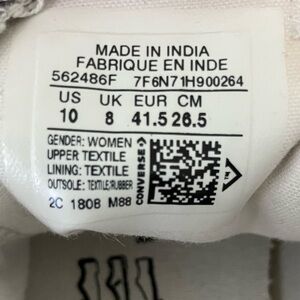 MADE IN INDIA
FABRIQUE EN INDE
562486F 7F6N71H900264
US UK EUR CM
10 8 41.5 26.5
GENDER: WOMEN
UPPER TEXTILE
LINING: TEXTILE
OUTSOLE: TEXTILE/RUBBER
2C 1808 M88
CONVERSE